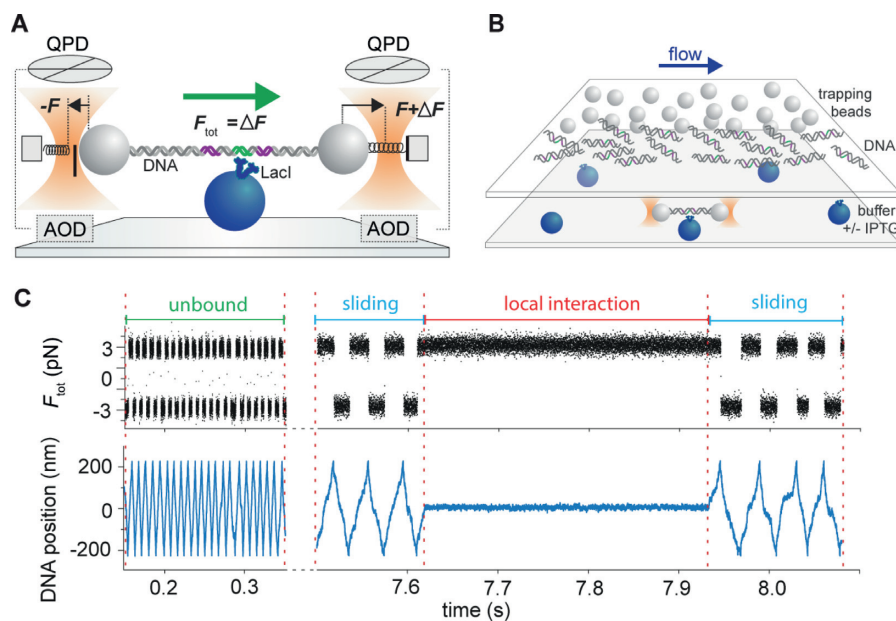 A
QPD
QPD
-F
F+ΔF
F_tot = ΔF
DNA
LacI
AOD
AOD
B
flow
trapping
beads
DNA
buffer
+/- IPTG
C
unbound
sliding
local interaction
sliding
F_tot (pN)
3
0
-3
DNA position (nm)
200
0
-200
0.2
0.3
7.6
7.7
7.8
7.9
8.0
time (s)